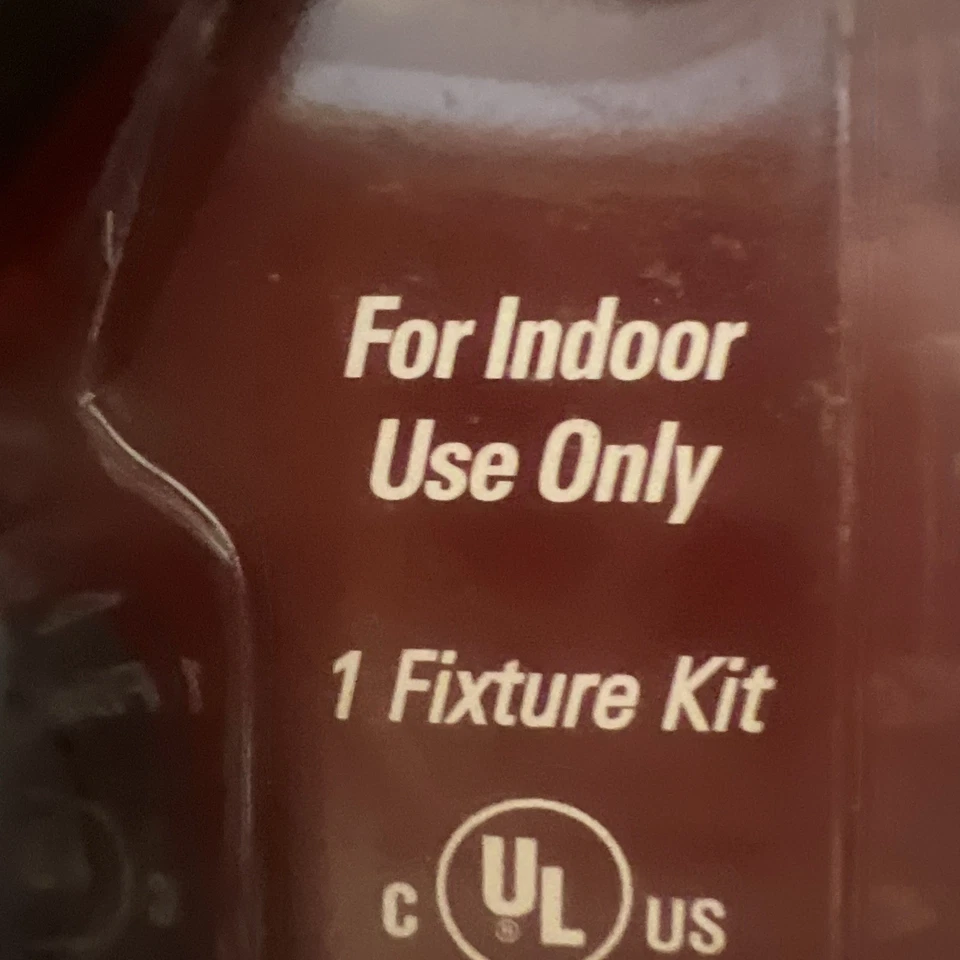 For Indoor
Use Only
1 Fixture Kit
C UL® US